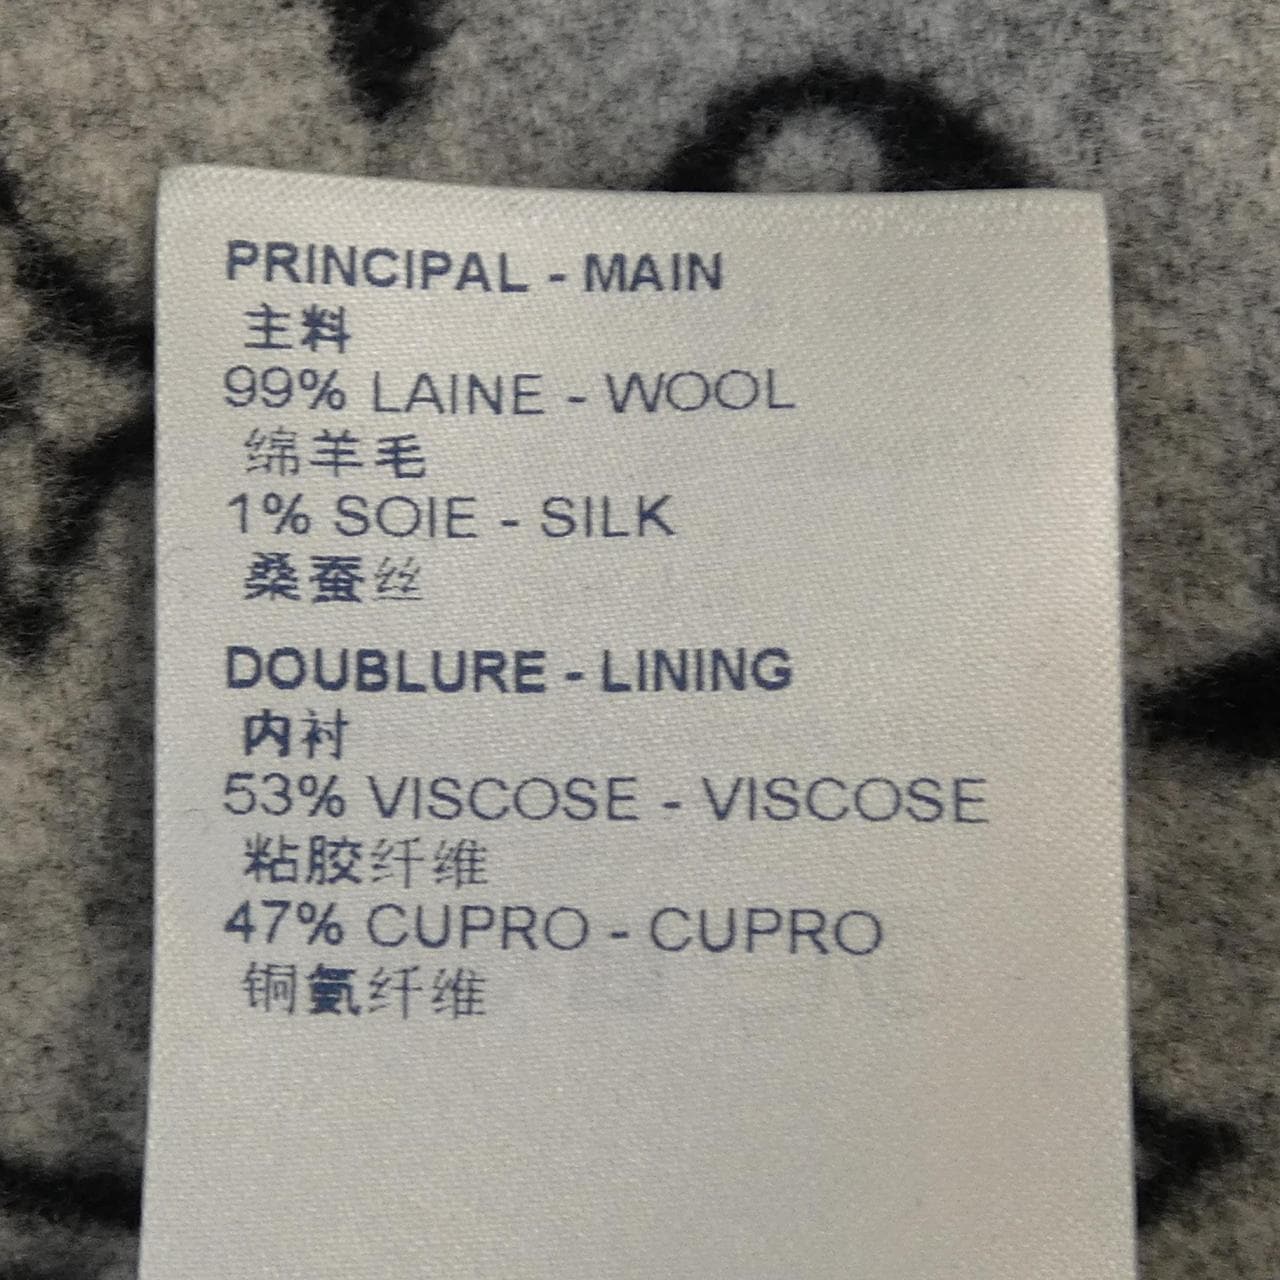 PRINCIPAL - MAIN
主料
99% LAINE - WOOL
绵羊毛
1% SOIE - SILK
桑蚕丝
DOUBLURE - LINING
内衬
53% VISCOSE - VISCOSE
粘胶纤维
47% CUPRO - CUPRO
铜氨纤维